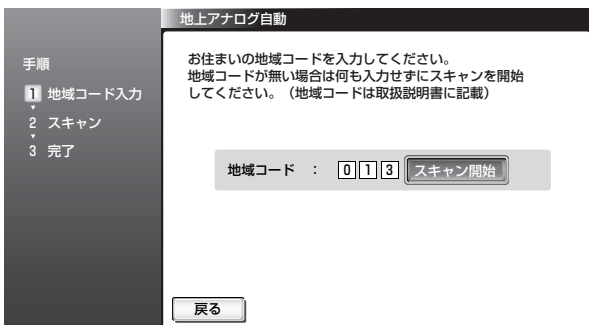 地上アナログ自動
手順
1 地域コード入力
2 スキャン
3 完了
お住まいの地域コードを入力してください。
地域コードが無い場合は何も入力せずにスキャンを開始
してください。（地域コードは取扱説明書に記載）
地域コード ： 0 1 3 スキャン開始
戻る